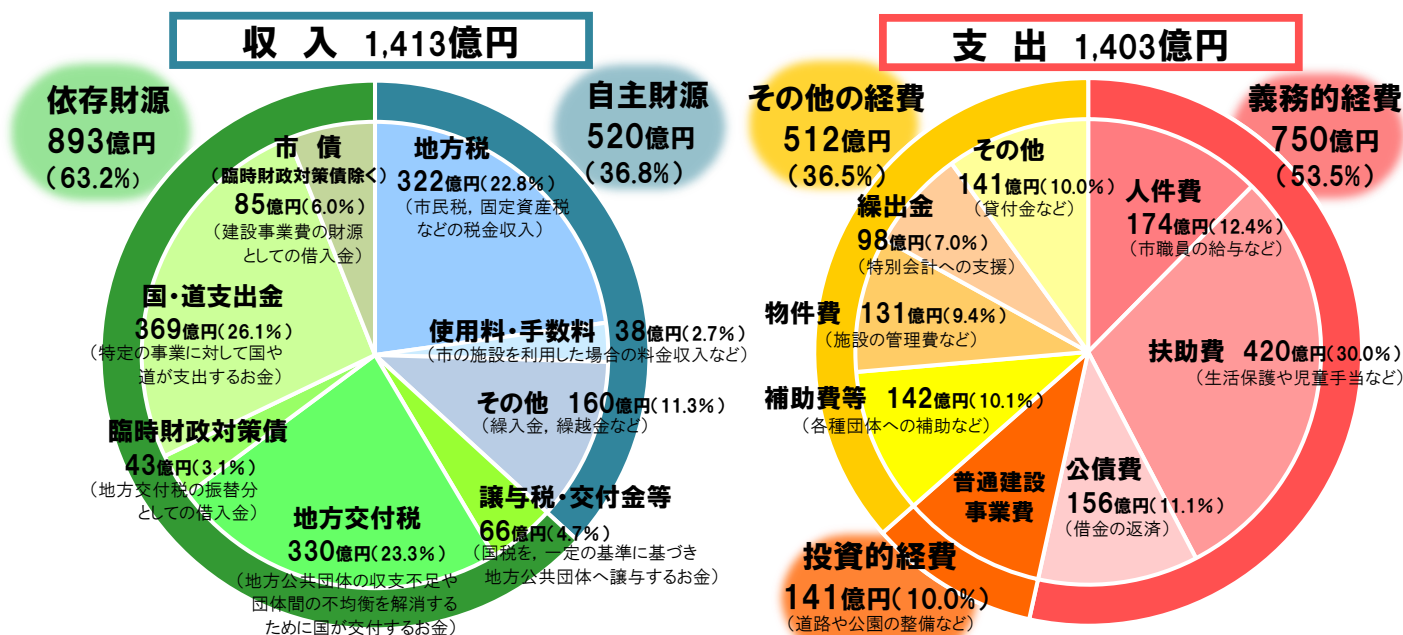 収 入 1,413億円
依存財源
893億円
(63.2%)
自主財源
520億円
(36.8%)
地方税
322億円(22.8%)
(市民税，固定資産税
などの税金収入)
使用料・手数料 38億円(2.7%)
(市の施設を利用した場合の料金収入など)
その他 160億円(11.3%)
(繰入金，繰越金など)
譲与税・交付金等
66億円(4.7%)
(国税を，一定の基準に基づき
地方公共団体へ譲与するお金)
地方交付税
330億円(23.3%)
(地方公共団体の収支不足や
団体間の不均衡を解消する
ために国が交付するお金)
臨時財政対策債
43億円(3.1%)
(地方交付税の振替分
としての借入金)
国・道支出金
369億円(26.1%)
(特定の事業に対して国や
道が支出するお金)
市 債
(臨時財政対策債除く)
85億円(6.0%)
(建設事業費の財源
としての借入金)
支 出 1,403億円
その他の経費
512億円
(36.5%)
義務的経費
750億円
(53.5%)
人件費
174億円(12.4%)
(市職員の給与など)
扶助費 420億円(30.0%)
(生活保護や児童手当など)
公債費
156億円(11.1%)
(借金の返済)
普通建設
事業費
投資的経費
141億円(10.0%)
(道路や公園の整備など)
補助費等 142億円(10.1%)
(各種団体への補助など)
物件費 131億円(9.4%)
(施設の管理費など)
繰出金
98億円(7.0%)
(特別会計への支援)
その他
141億円(10.0%)
(貸付金など)